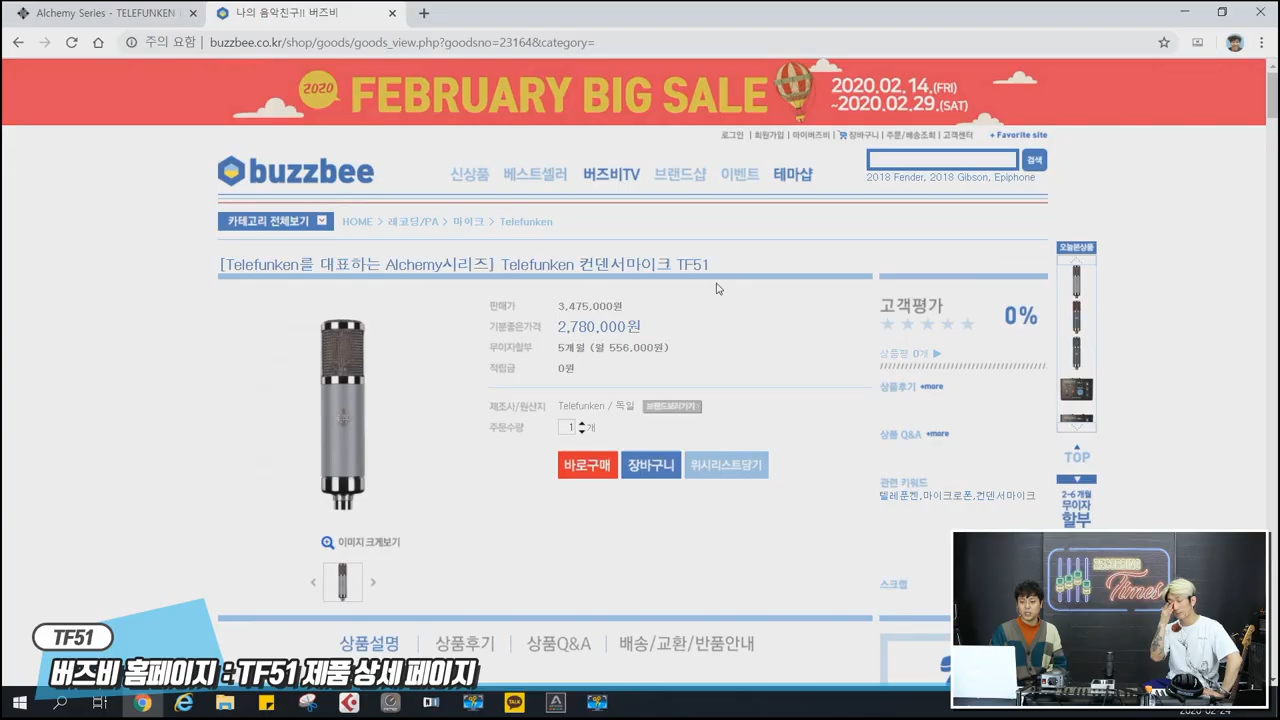 Alchemy Series - TELEFUNKEN
나의 음악친구!! 버즈비
주의 요함 | buzzbee.co.kr/shop/goods/goods_view.php?goodsno=23164&category=
2020 FEBRUARY BIG SALE
2020.02.14.(FRI)
~2020.02.29.(SAT)
로그인 | 회원가입 | 마이버즈비 | 장바구니 | 주문/배송조회 | 고객센터 + Favorite site
buzzbee
신상품 베스트셀러 버즈비TV 브랜드샵 이벤트 테마샵
검색
2018 Fender, 2018 Gibson, Epiphone
카테고리 전체보기
HOME > 레코딩/PA > 마이크 > Telefunken
오늘본상품
[Telefunken를 대표하는 Alchemy시리즈] Telefunken 컨덴서마이크 TF51
판매가 3,475,000원
기분좋은가격 2,780,000원
무이자할부 5개월 (월 556,000원)
적립금 0원
제조사/원산지 Telefunken / 독일 브랜드보러가기
주문수량 1 개
바로구매 장바구니 위시리스트담기
고객평가 0%
상품평 0개
상품후기 +more
상품 Q&A +more
관련 키워드
텔레푼켄,마이크로폰,컨덴서마이크
스크랩
TOP
2~6 개월
무이자
할부
이미지 크게보기
상품설명 상품후기 상품Q&A 배송/교환/반품안내
RECORDING
Times
TF51
버즈비 홈페이지 : TF51 제품 상세 페이지
TALK
2020-02-24